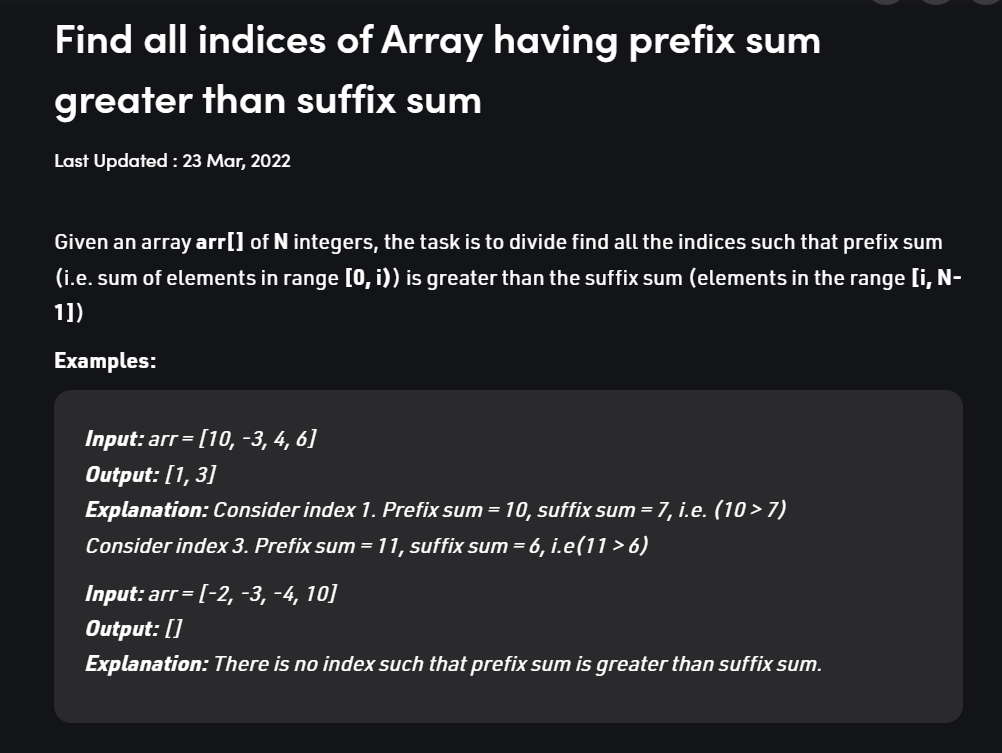 Find all indices of Array having prefix sum
greater than suffix sum
Last Updated : 23 Mar, 2022
Given an array arr[] of N integers, the task is to divide find all the indices such that prefix sum
(i.e. sum of elements in range [0, i)) is greater than the suffix sum (elements in the range [i, N-
1])
Examples:
Input: arr = [10, -3, 4, 6]
Output: [1, 3]
Explanation: Consider index 1. Prefix sum = 10, suffix sum = 7, i.e. (10 > 7)
Consider index 3. Prefix sum = 11, suffix sum = 6, i.e(11 > 6)
Input: arr = [-2, -3, -4, 10]
Output: []
Explanation: There is no index such that prefix sum is greater than suffix sum.